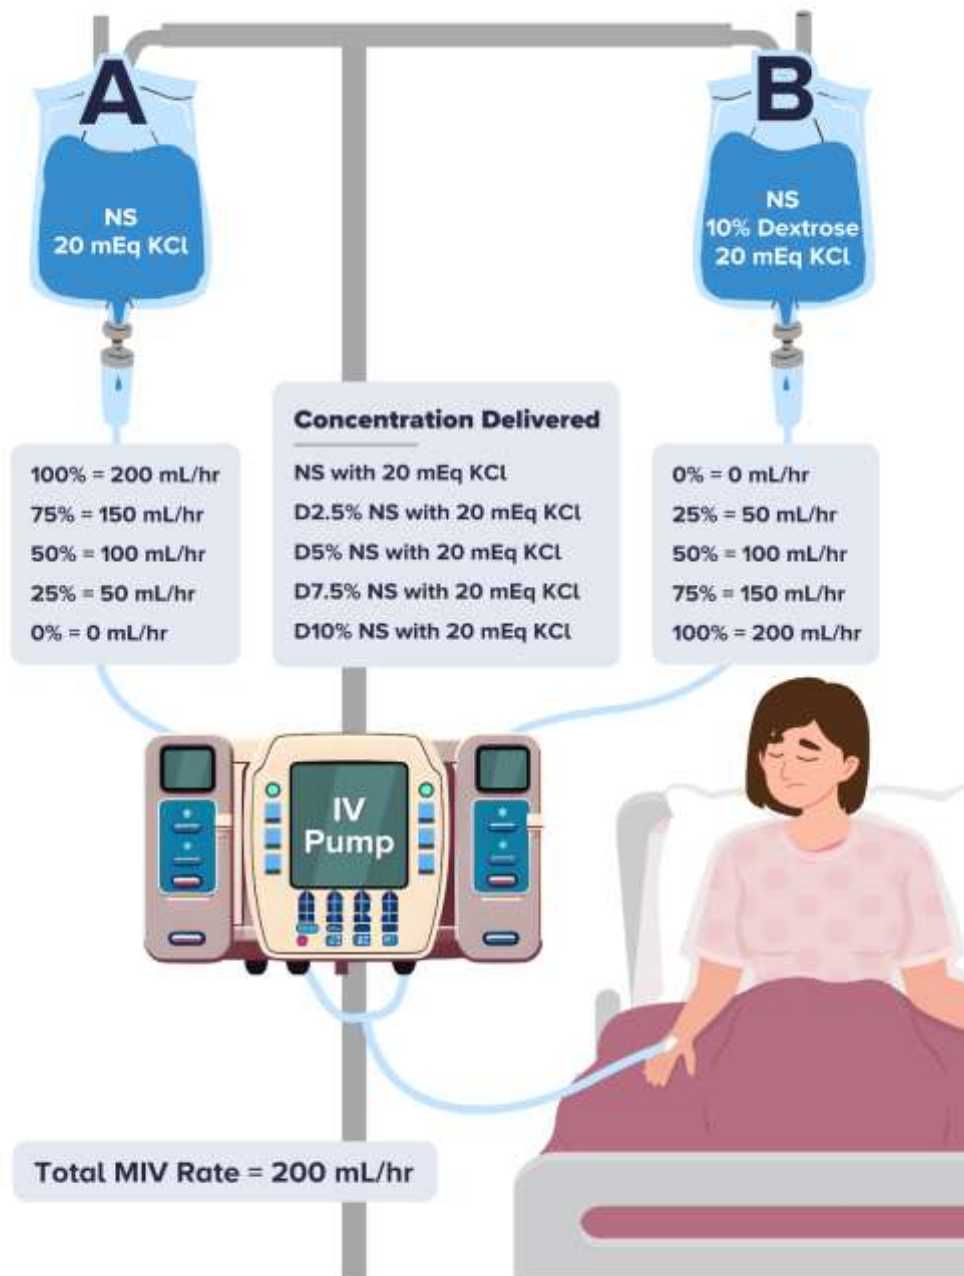 A
B
NS
20 mEq KCl
NS
10% Dextrose
20 mEq KCl
100% = 200 mL/hr
75% = 150 mL/hr
50% = 100 mL/hr
25% = 50 mL/hr
0% = 0 mL/hr
Concentration Delivered
NS with 20 mEq KCl
D2.5% NS with 20 mEq KCl
D5% NS with 20 mEq KCl
D7.5% NS with 20 mEq KCl
D10% NS with 20 mEq KCl
0% = 0 mL/hr
25% = 50 mL/hr
50% = 100 mL/hr
75% = 150 mL/hr
100% = 200 mL/hr
IV
Pump
Total MIV Rate = 200 mL/hr